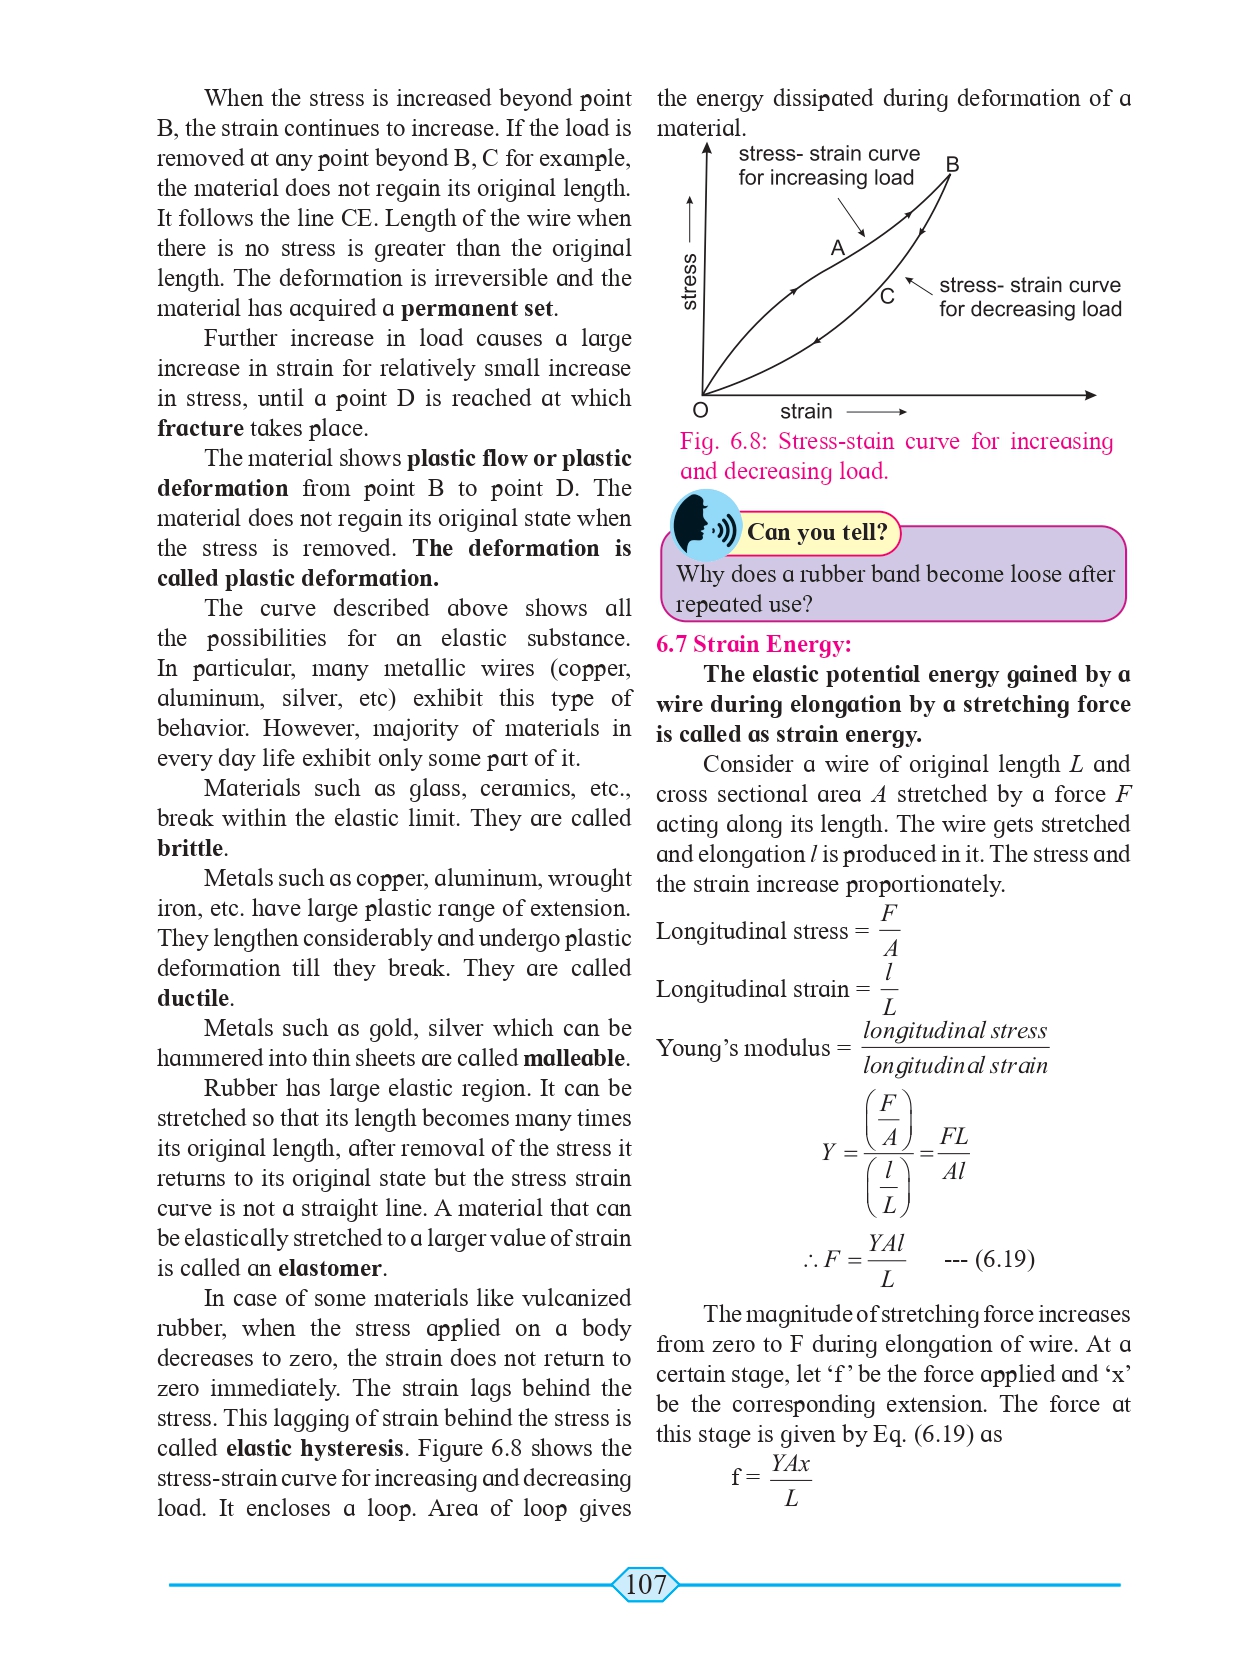 When the stress is increased beyond point
B, the strain continues to increase. If the load is
removed at any point beyond B, C for example,
the material does not regain its original length.
It follows the line CE. Length of the wire when
there is no stress is greater than the original
length. The deformation is irreversible and the
material has acquired a permanent set.
Further increase in load causes a large
increase in strain for relatively small increase
in stress, until a point D is reached at which
fracture takes place.
The material shows plastic flow or plastic
deformation from point B to point D. The
material does not regain its original state when
the stress is removed. The deformation is
called plastic deformation.
The curve described above shows all
the possibilities for an elastic substance.
In particular, many metallic wires (copper,
aluminum, silver, etc) exhibit this type of
behavior. However, majority of materials in
every day life exhibit only some part of it.
Materials such as glass, ceramics, etc.,
break within the elastic limit. They are called
brittle.
Metals such as copper, aluminum, wrought
iron, etc. have large plastic range of extension.
They lengthen considerably and undergo plastic
deformation till they break. They are called
ductile.
Metals such as gold, silver which can be
hammered into thin sheets are called malleable.
Rubber has large elastic region. It can be
stretched so that its length becomes many times
its original length, after removal of the stress it
returns to its original state but the stress strain
curve is not a straight line. A material that can
be elastically stretched to a larger value of strain
is called an elastomer.
In case of some materials like vulcanized
rubber, when the stress applied on a body
decreases to zero, the strain does not return to
zero immediately. The strain lags behind the
stress. This lagging of strain behind the stress is
called elastic hysteresis. Figure 6.8 shows the
stress-strain curve for increasing and decreasing
load. It encloses a loop. Area of loop gives
the energy dissipated during deformation of a
material.
stress- strain curve
for increasing load
B
A
stress
C
stress- strain curve
for decreasing load
O
strain
Fig. 6.8: Stress-stain curve for increasing
and decreasing load.
Can you tell?
Why does a rubber band become loose after
repeated use?
6.7 Strain Energy:
The elastic potential energy gained by a
wire during elongation by a stretching force
is called as strain energy.
Consider a wire of original length L and
cross sectional area A stretched by a force F
acting along its length. The wire gets stretched
and elongation l is produced in it. The stress and
the strain increase proportionately.
Longitudinal stress = F/A
Longitudinal strain = l/L
Young’s modulus = longitudinal stress/longitudinal strain
Y = (F/A)/(l/L) = FL/Al
∴ F = YAl/L --- (6.19)
The magnitude of stretching force increases
from zero to F during elongation of wire. At a
certain stage, let ‘f’ be the force applied and ‘x’
be the corresponding extension. The force at
this stage is given by Eq. (6.19) as
f = YAx/L
107